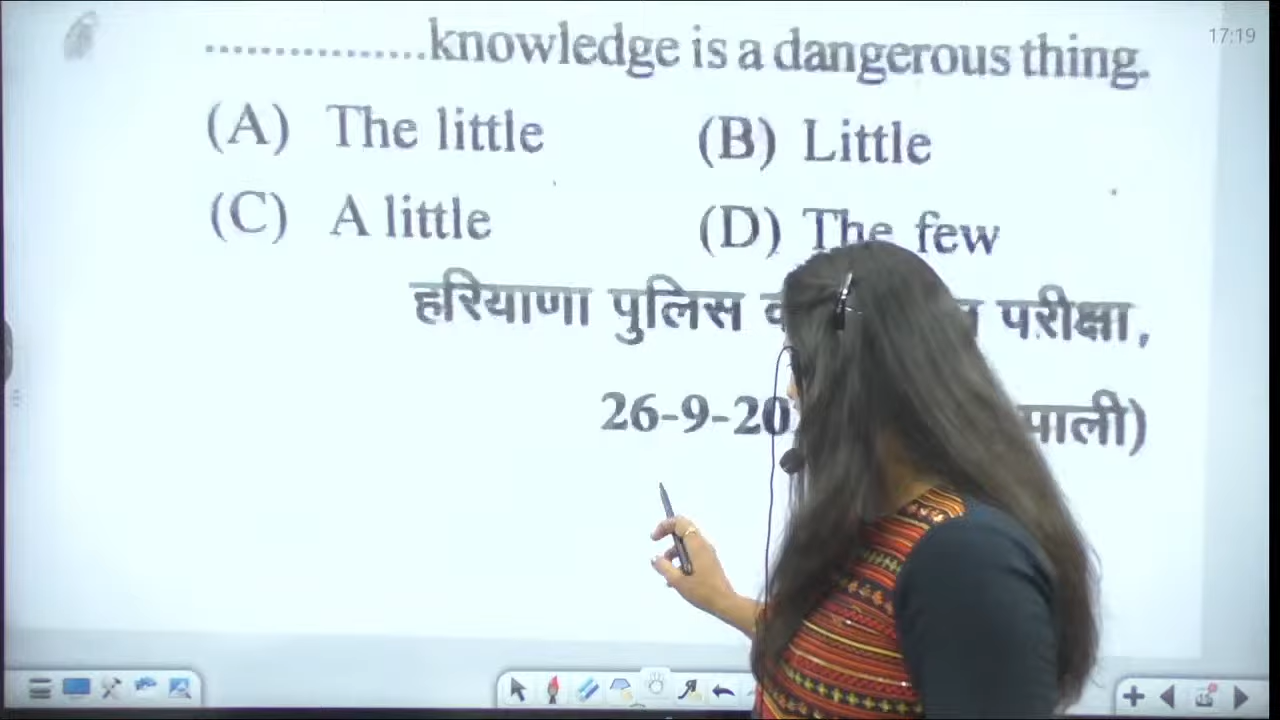 17:19
...............knowledge is a dangerous thing.
(A) The little (B) Little
(C) A little (D) The few
हरियाणा पुलिस परीक्षा,
26-9-20 पाली)